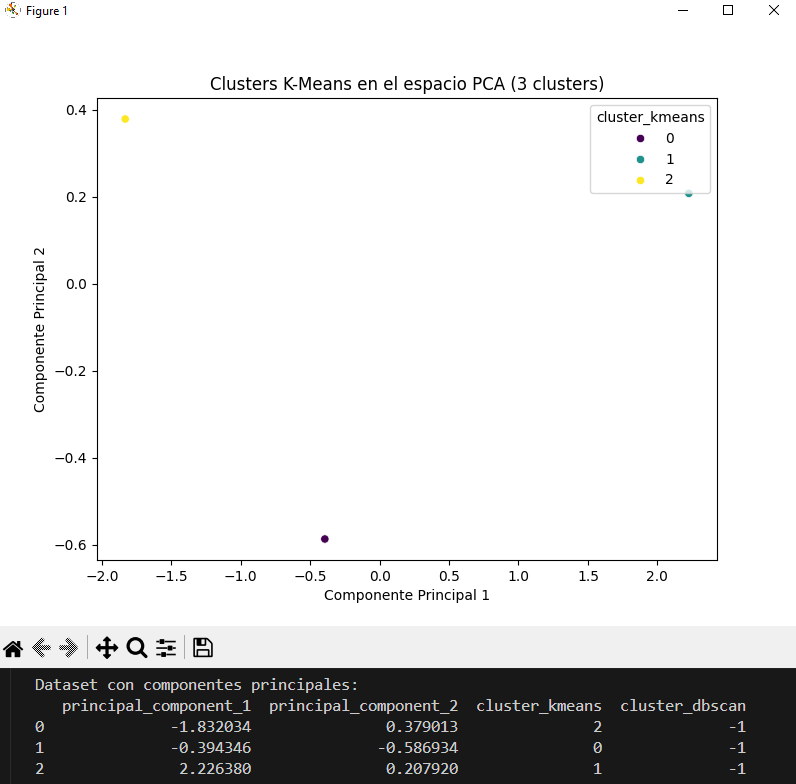 Figure 1
Clusters K-Means en el espacio PCA (3 clusters)
cluster_kmeans
0
1
2
0.4
0.2
0.0
−0.2
−0.4
−0.6
Componente Principal 2
−2.0 −1.5 −1.0 −0.5 0.0 0.5 1.0 1.5 2.0
Componente Principal 1
Dataset con componentes principales:
principal_component_1 principal_component_2 cluster_kmeans cluster_dbscan
0 -1.832034 0.379013 2 -1
1 -0.394346 -0.586934 0 -1
2 2.226380 0.207920 1 -1